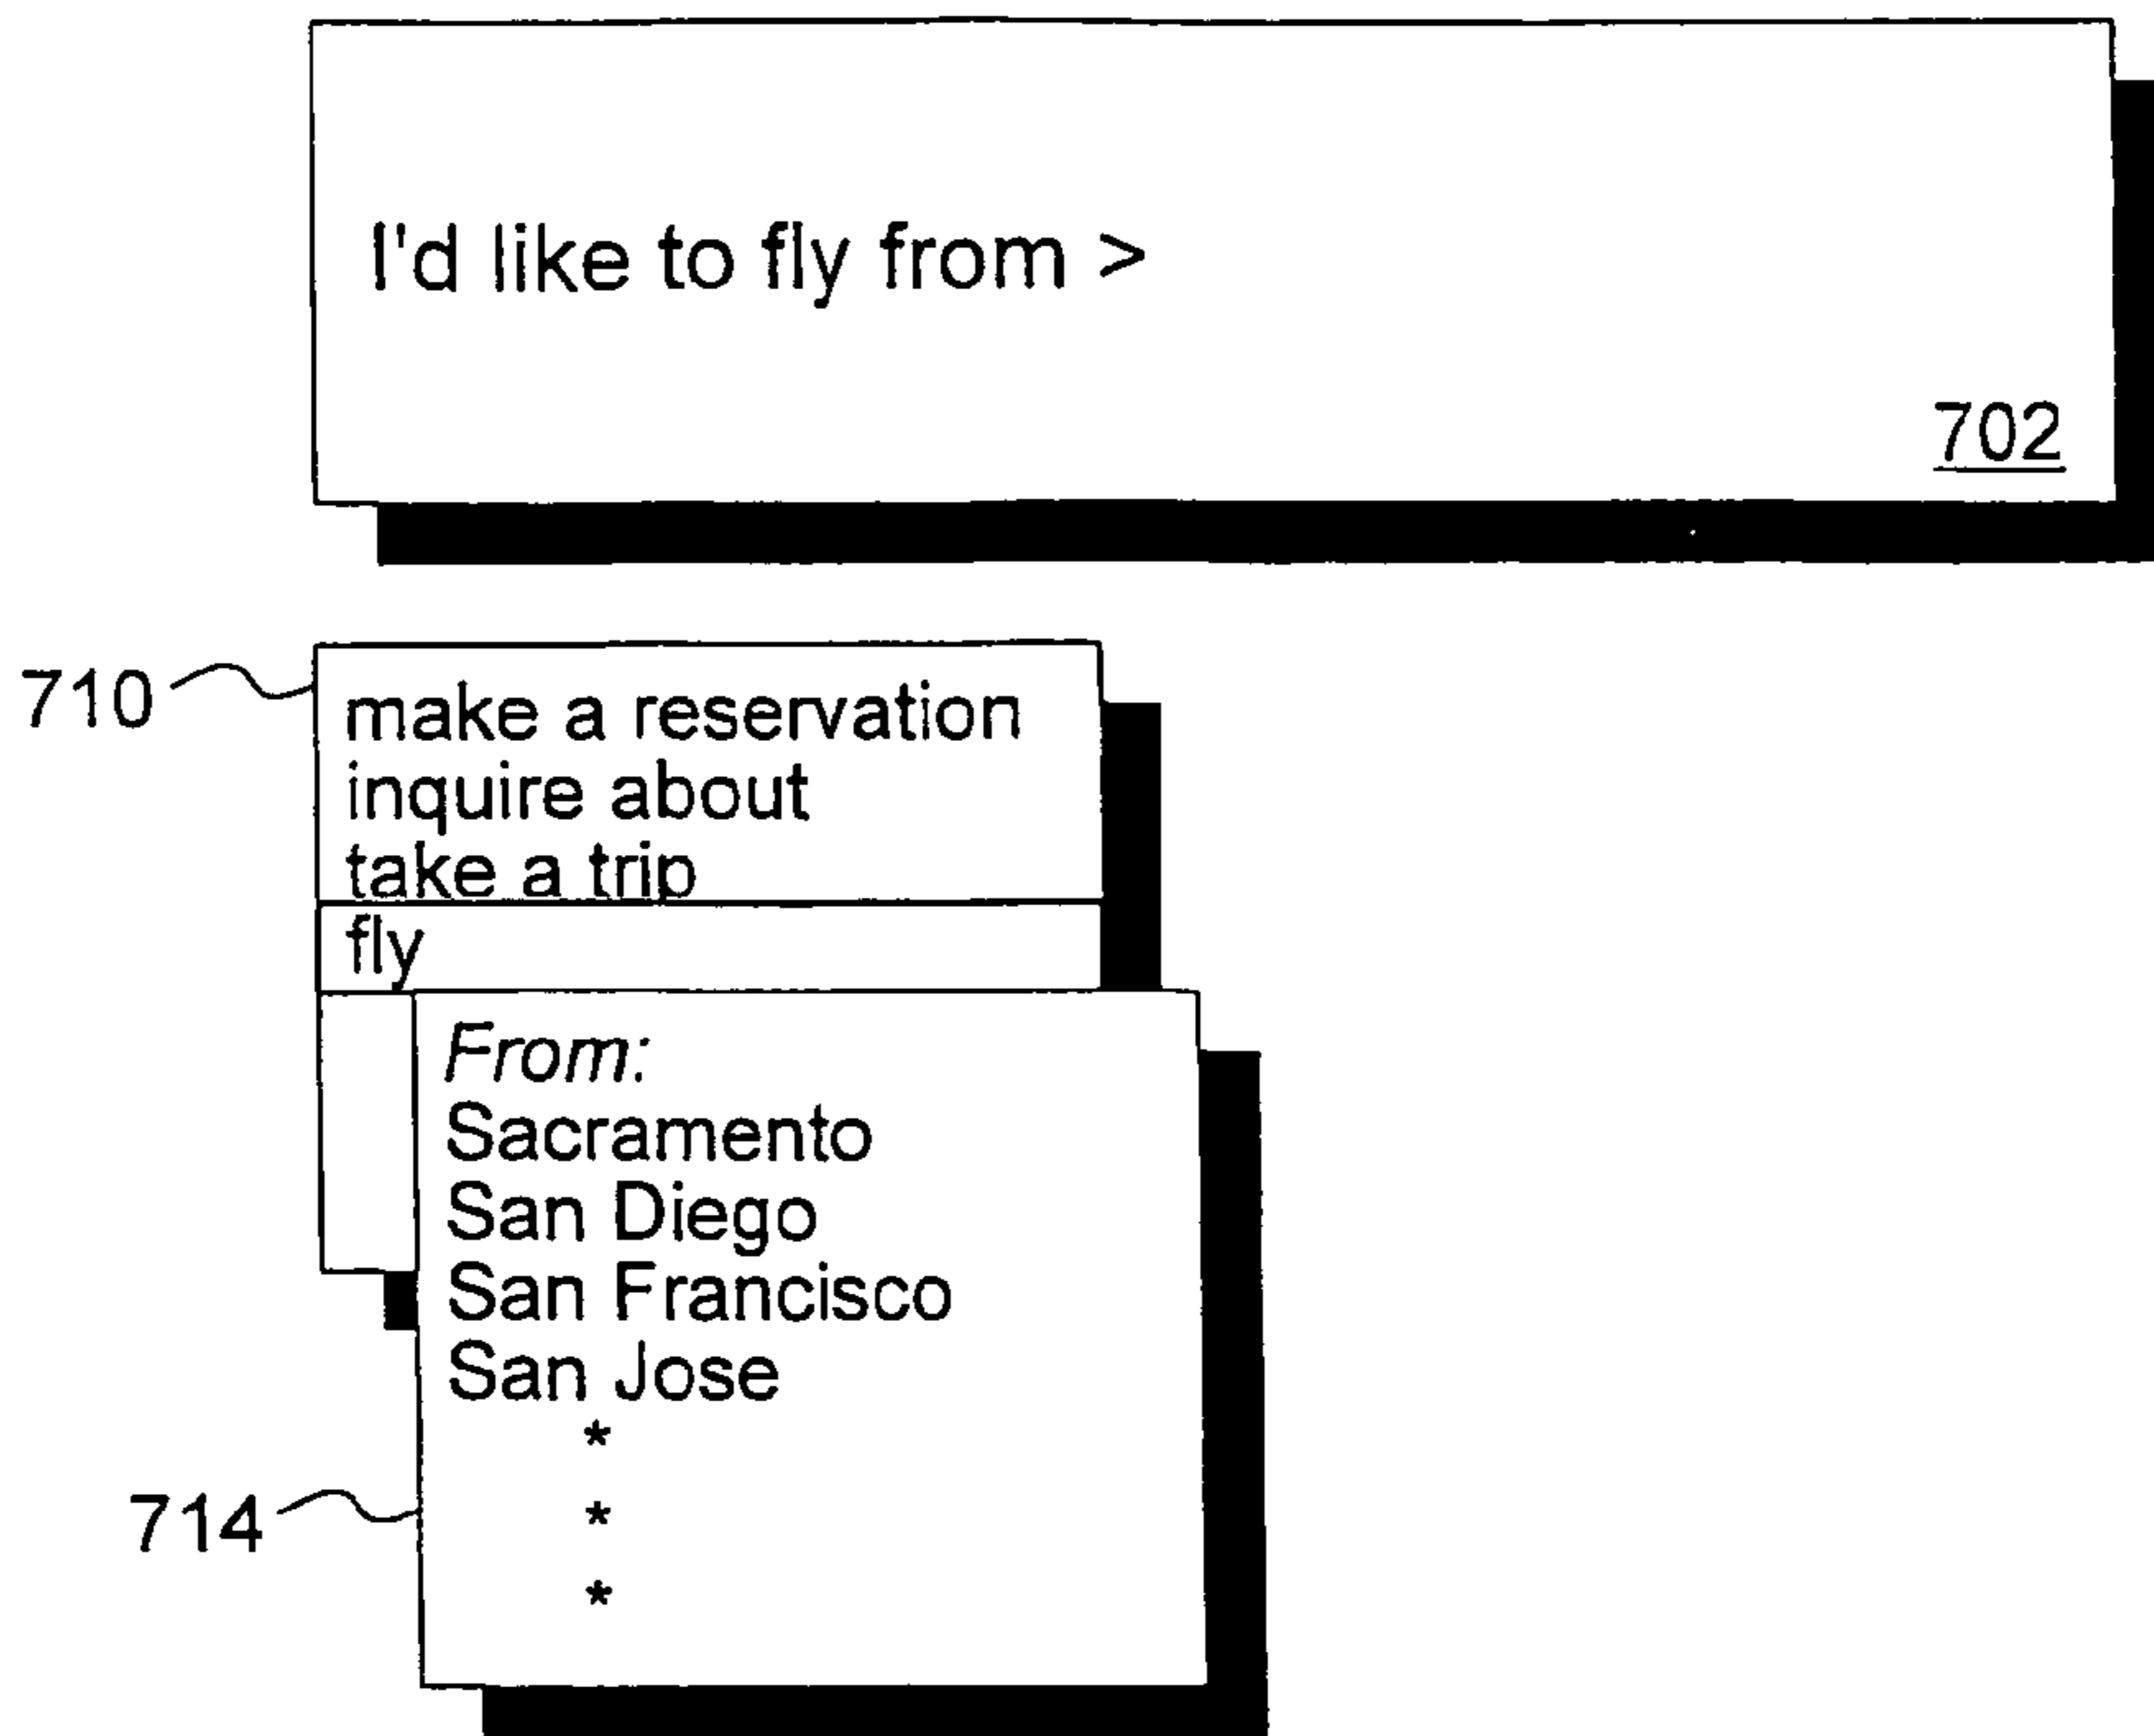 I'd like to fly from >
702
710
make a reservation
inquire about
take a trip
fly
From:
Sacramento
San Diego
San Francisco
San Jose
*
*
*
714